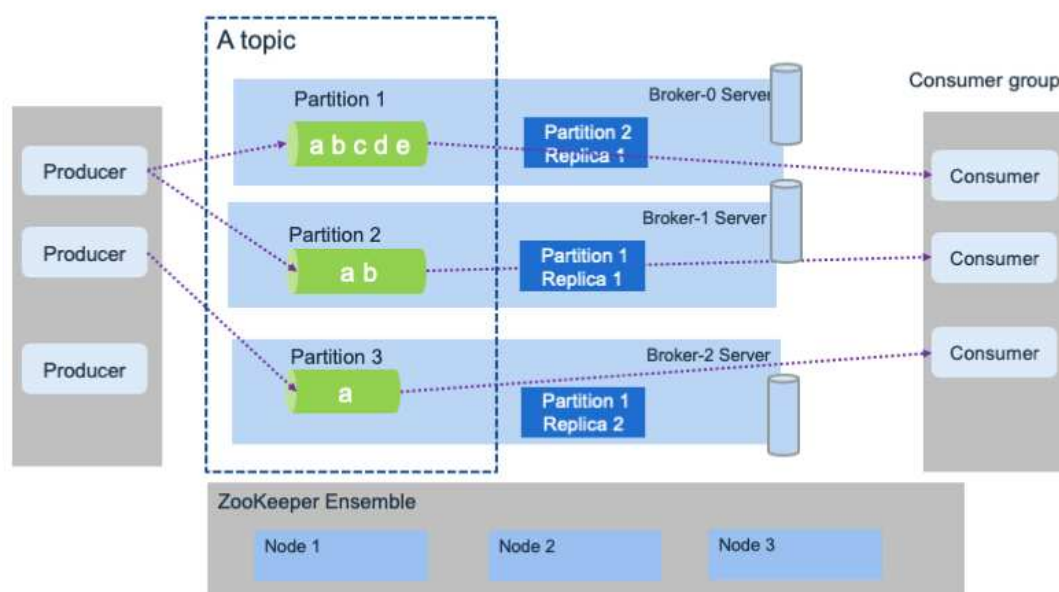 A topic
Partition 1
Broker-0 Server
Consumer group
a b c d e
Partition 2
Replica 1
Producer
Consumer
Partition 2
Broker-1 Server
Producer
a b
Partition 1
Replica 1
Consumer
Partition 3
Broker-2 Server
Producer
a
Consumer
Partition 1
Replica 2
ZooKeeper Ensemble
Node 1
Node 2
Node 3